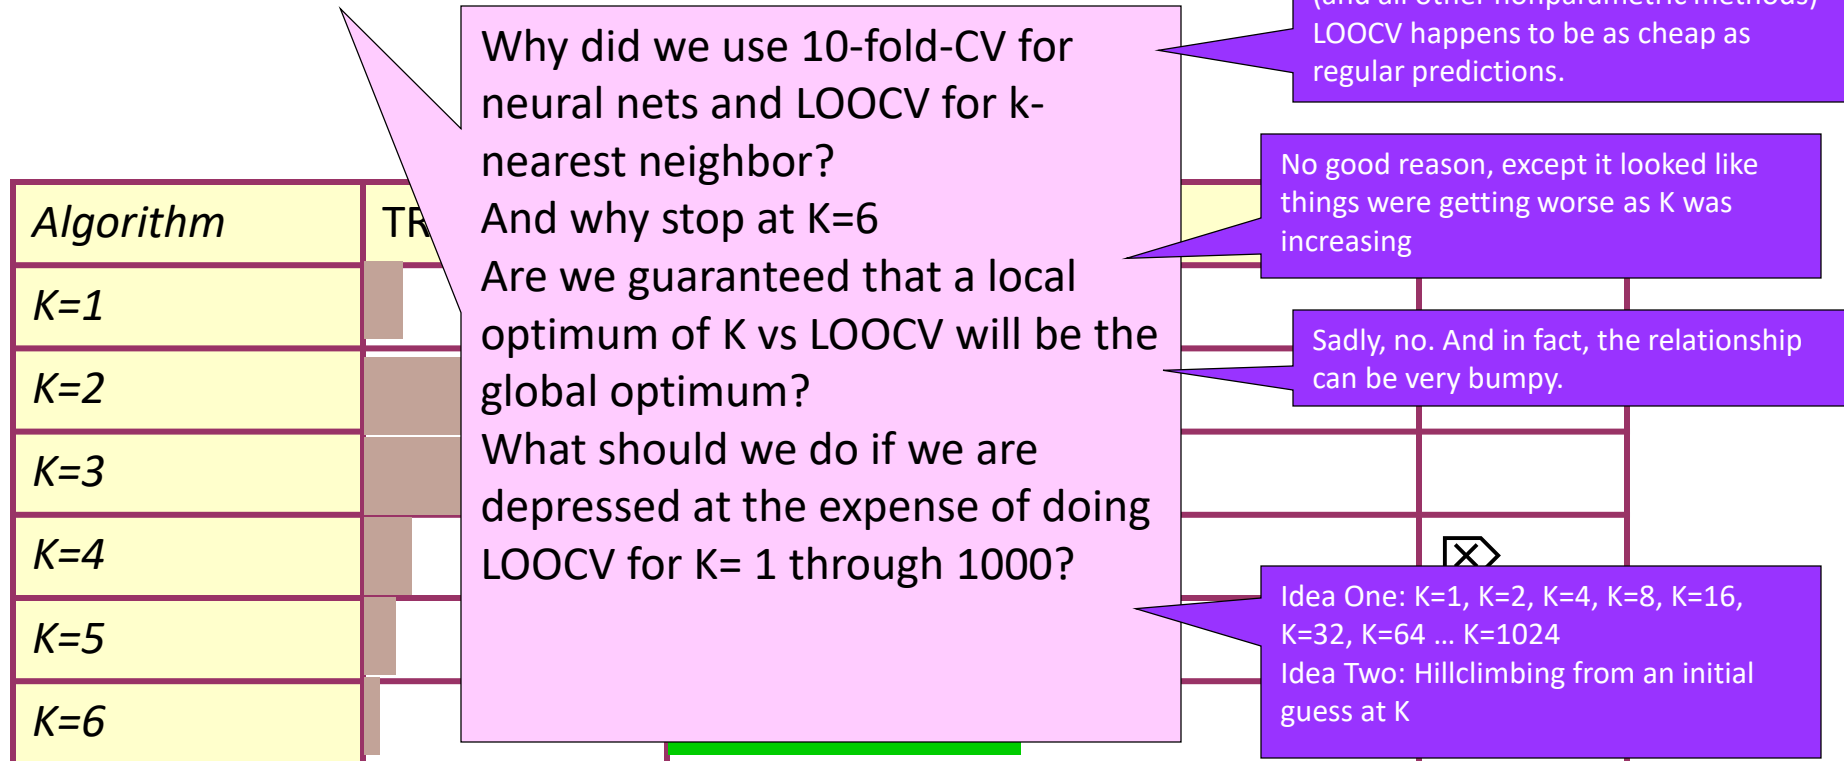 (and all other nonparametric methods)
LOOCV happens to be as cheap as
regular predictions.
Why did we use 10-fold-CV for
neural nets and LOOCV for k-
nearest neighbor?
And why stop at K=6
Are we guaranteed that a local
optimum of K vs LOOCV will be the
global optimum?
What should we do if we are
depressed at the expense of doing
LOOCV for K= 1 through 1000?
No good reason, except it looked like
things were getting worse as K was
increasing
Sadly, no. And in fact, the relationship
can be very bumpy.
Idea One: K=1, K=2, K=4, K=8, K=16,
K=32, K=64 … K=1024
Idea Two: Hillclimbing from an initial
guess at K
Algorithm
TR
K=1
K=2
K=3
K=4
K=5
K=6